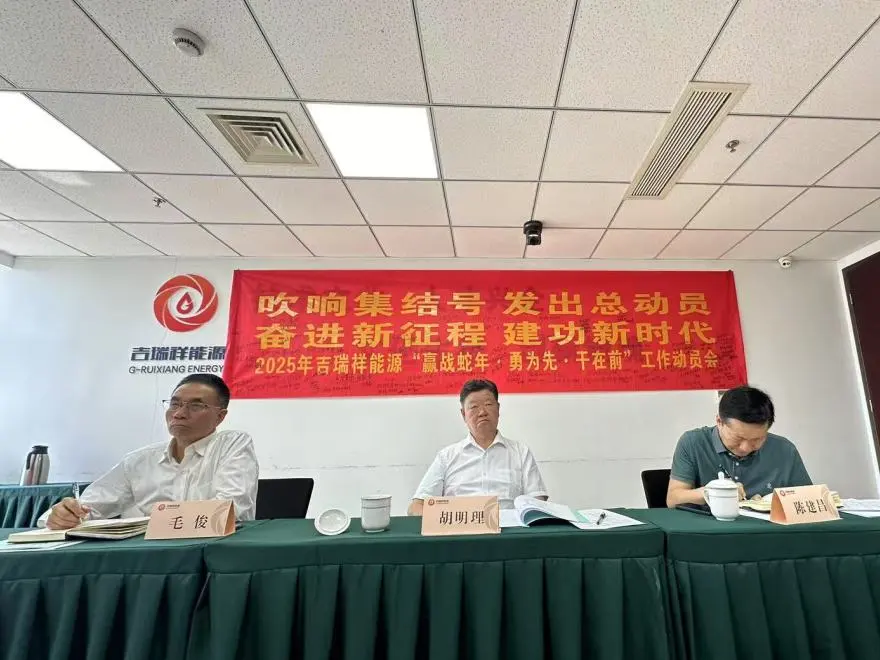 吹响集结号 发出总动员
奋进新征程 建功新时代
2025年吉瑞祥能源“赢战蛇年·勇为先·干在前”工作动员会
吉瑞祥能源
G-RUIXIANG ENERGY
毛俊
胡明理
陈建昌